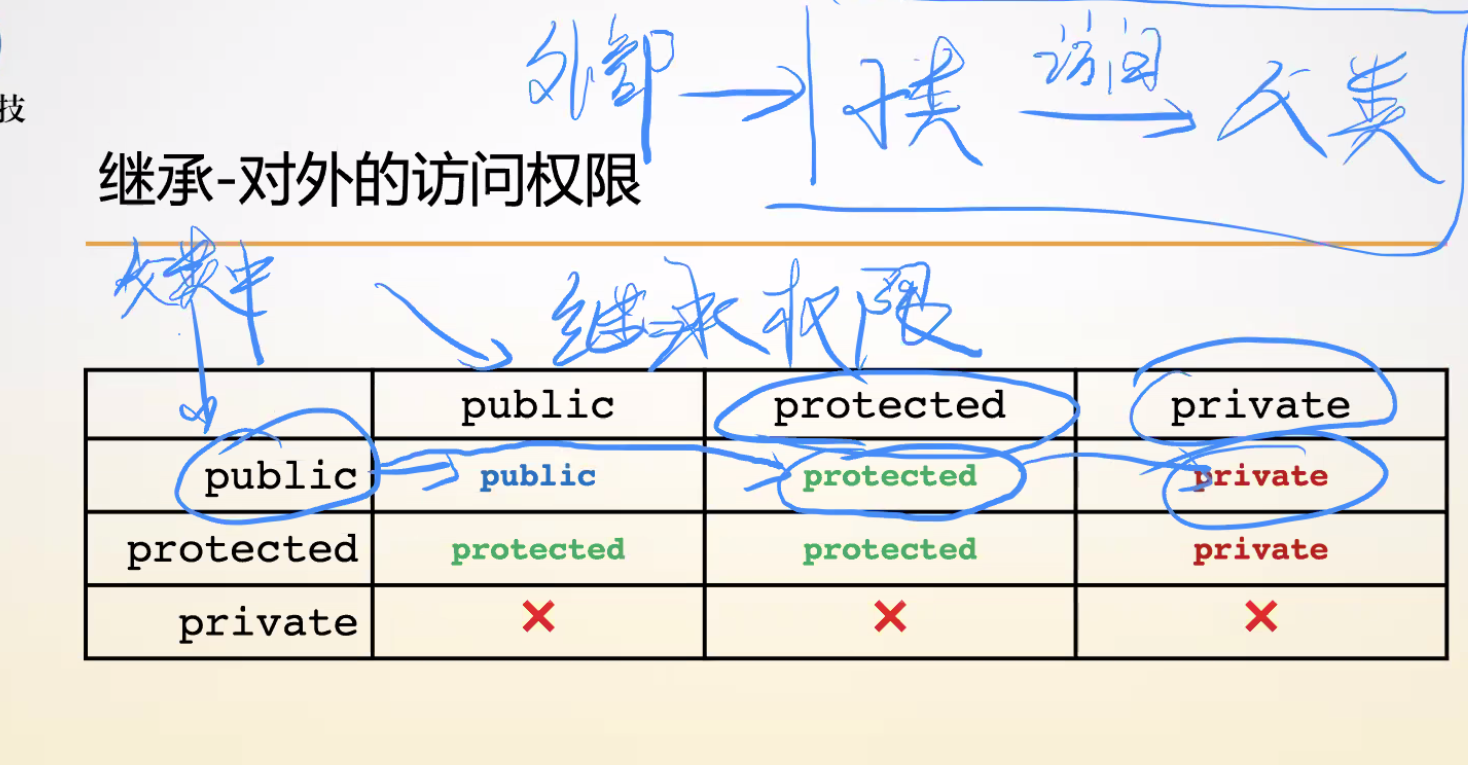 外部 → 子类 访问 → 父类
技
继承-对外的访问权限
父类中 继承权限
public protected private
public public protected private
protected protected protected private
private × × ×